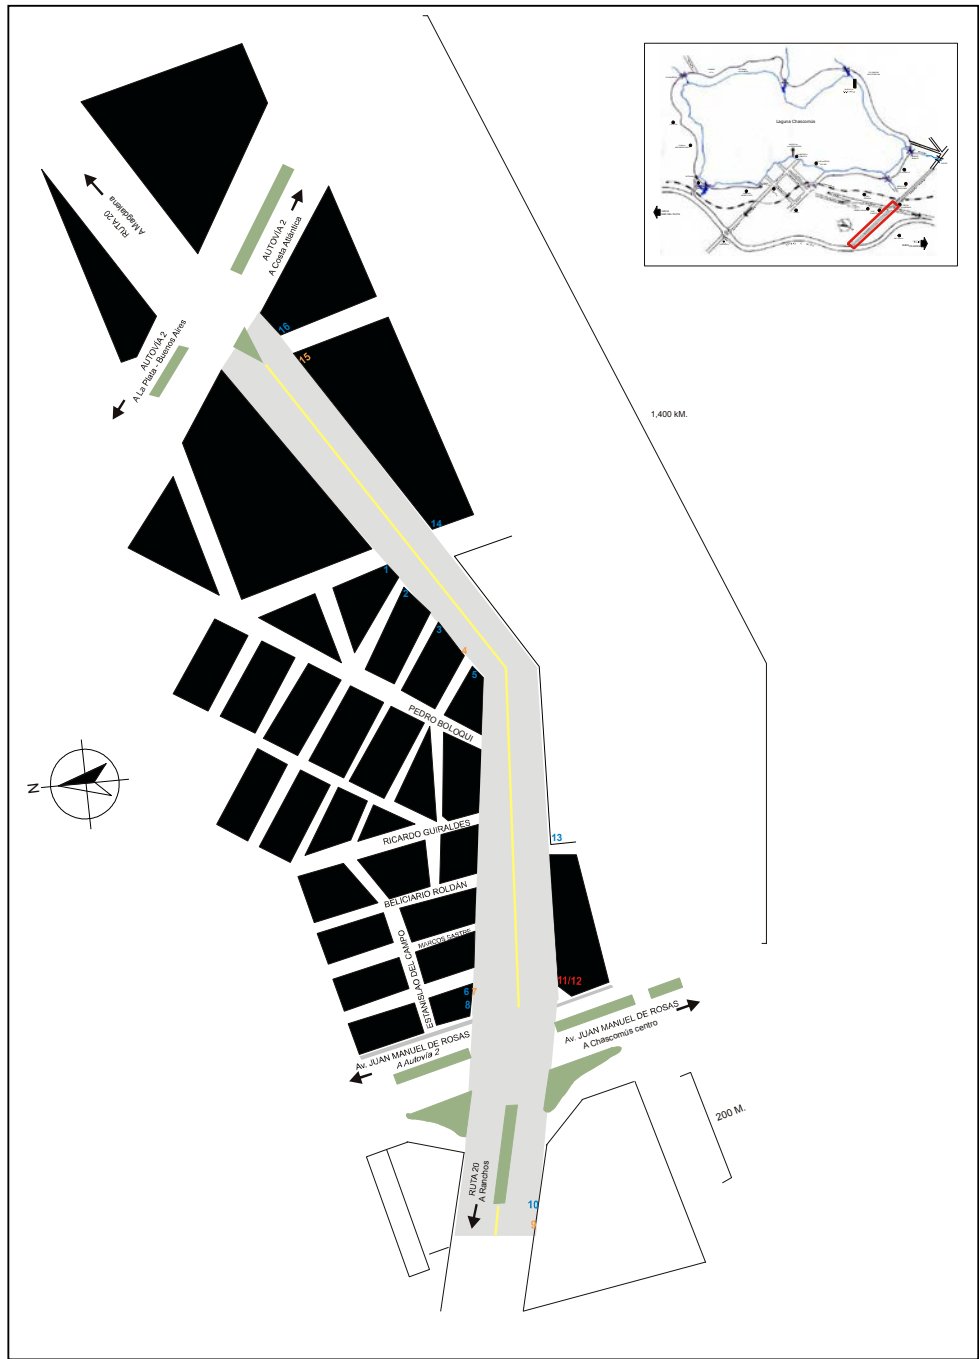 Laguna Chascomús
RUTA 20
A Magdalena
AUTOVÍA 2
A Costa Atlántica
AUTOVÍA 2
A La Plata - Buenos Aires
16
15
1,400 kM.
14
1
2
3
4
5
PEDRO BOLOQUI
N
RICARDO GUIRALDES
13
BELICIARIO ROLDÁN
MARCOS SASTRE
ESTANISLAO DEL CAMPO
11/12
6 7
8
Av. JUAN MANUEL DE ROSAS
A Autovía 2
Av. JUAN MANUEL DE ROSAS
A Chascomús centro
200 M.
RUTA 20
A Ranchos
10
9